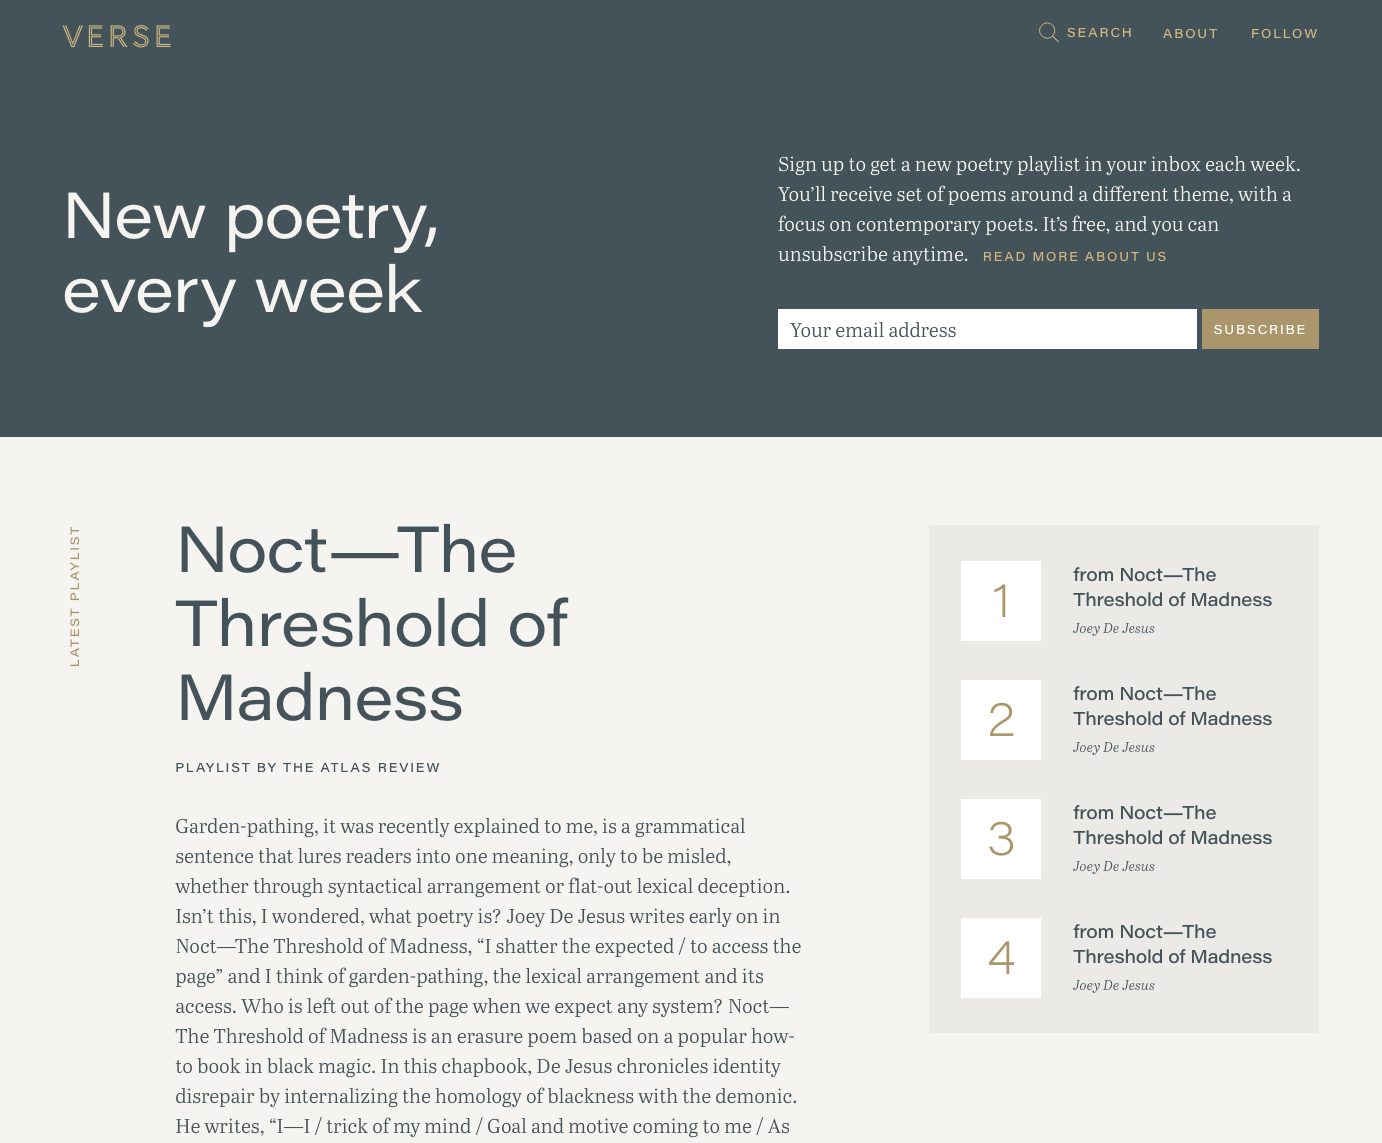 VERSE
SEARCH
ABOUT
FOLLOW
New poetry,
every week
Sign up to get a new poetry playlist in your inbox each week.
You’ll receive set of poems around a different theme, with a
focus on contemporary poets. It’s free, and you can
unsubscribe anytime. READ MORE ABOUT US
Your email address
SUBSCRIBE
LATEST PLAYLIST
Noct—The
Threshold of
Madness
PLAYLIST BY THE ATLAS REVIEW
Garden-pathing, it was recently explained to me, is a grammatical
sentence that lures readers into one meaning, only to be misled,
whether through syntactical arrangement or flat-out lexical deception.
Isn’t this, I wondered, what poetry is? Joey De Jesus writes early on in
Noct—The Threshold of Madness, “I shatter the expected / to access the
page” and I think of garden-pathing, the lexical arrangement and its
access. Who is left out of the page when we expect any system? Noct—
The Threshold of Madness is an erasure poem based on a popular how-
to book in black magic. In this chapbook, De Jesus chronicles identity
disrepair by internalizing the homology of blackness with the demonic.
He writes, “I—I / trick of my mind / Goal and motive coming to me / As
1
from Noct—The
Threshold of Madness
Joey De Jesus
2
from Noct—The
Threshold of Madness
Joey De Jesus
3
from Noct—The
Threshold of Madness
Joey De Jesus
4
from Noct—The
Threshold of Madness
Joey De Jesus